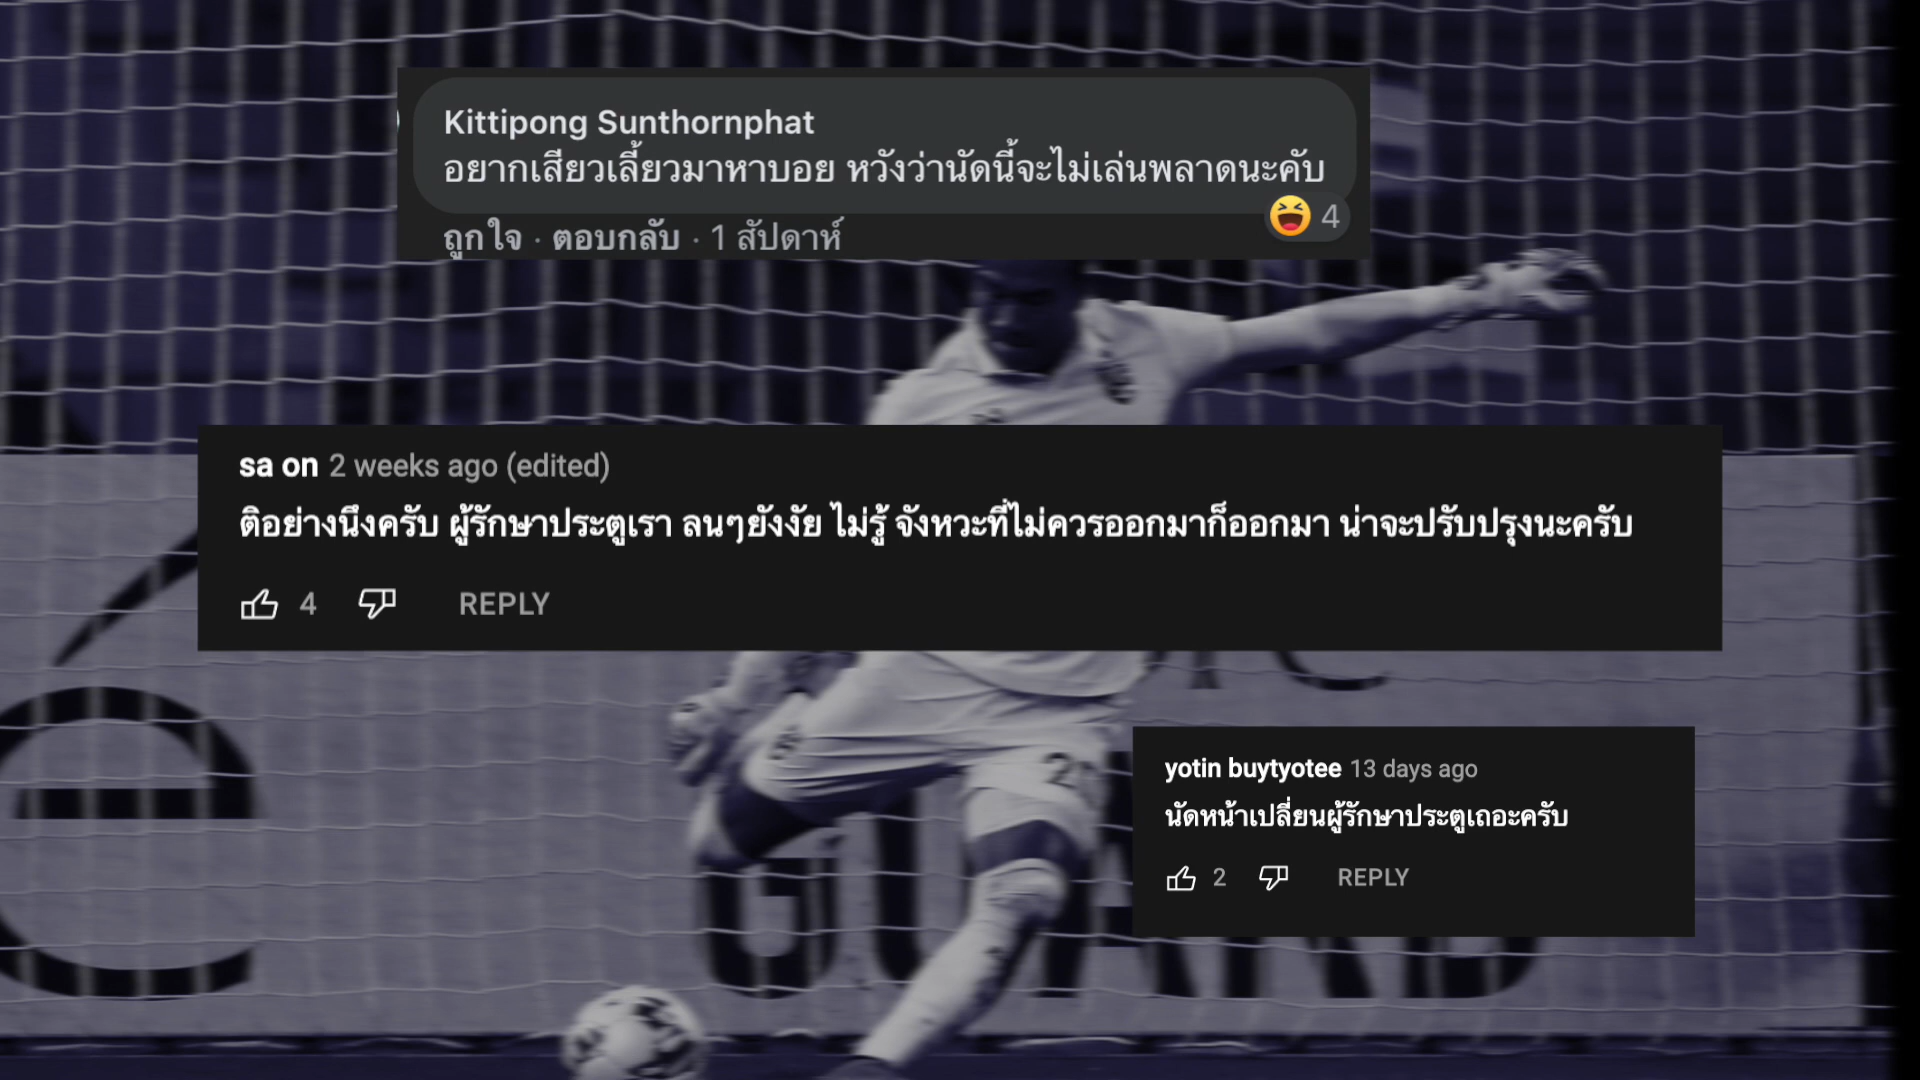 Kittipong Sunthornphat
อยากเสียวเลี้ยวมาหาบอย หวังว่านัดนี้จะไม่เล่นพลาดนะคับ
4
ถูกใจ · ตอบกลับ · 1 สัปดาห์
sa on 2 weeks ago (edited)
ติอย่างนึงครับ ผู้รักษาประตูเรา ลนๆยังงัย ไม่รู้ จังหวะที่ไม่ควรออกมาก็ออกมา น่าจะปรับปรุงนะครับ
4 REPLY
yotin buytyotee 13 days ago
นัดหน้าเปลี่ยนผู้รักษาประตูเถอะครับ
2 REPLY